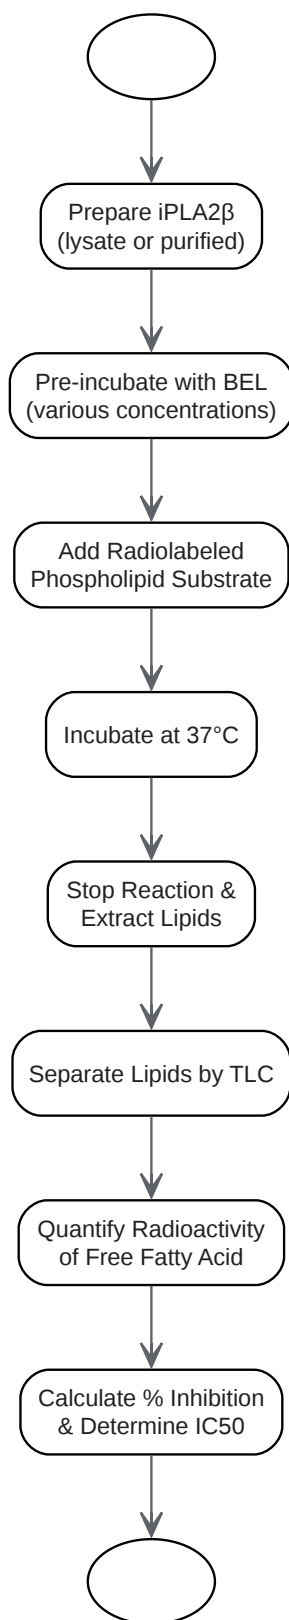 Prepare iPLA2β
(lysate or purified)
Pre-incubate with BEL
(various concentrations)
Add Radiolabeled
Phospholipid Substrate
Incubate at 37°C
Stop Reaction &
Extract Lipids
Separate Lipids by TLC
Quantify Radioactivity
of Free Fatty Acid
Calculate % Inhibition
& Determine IC50